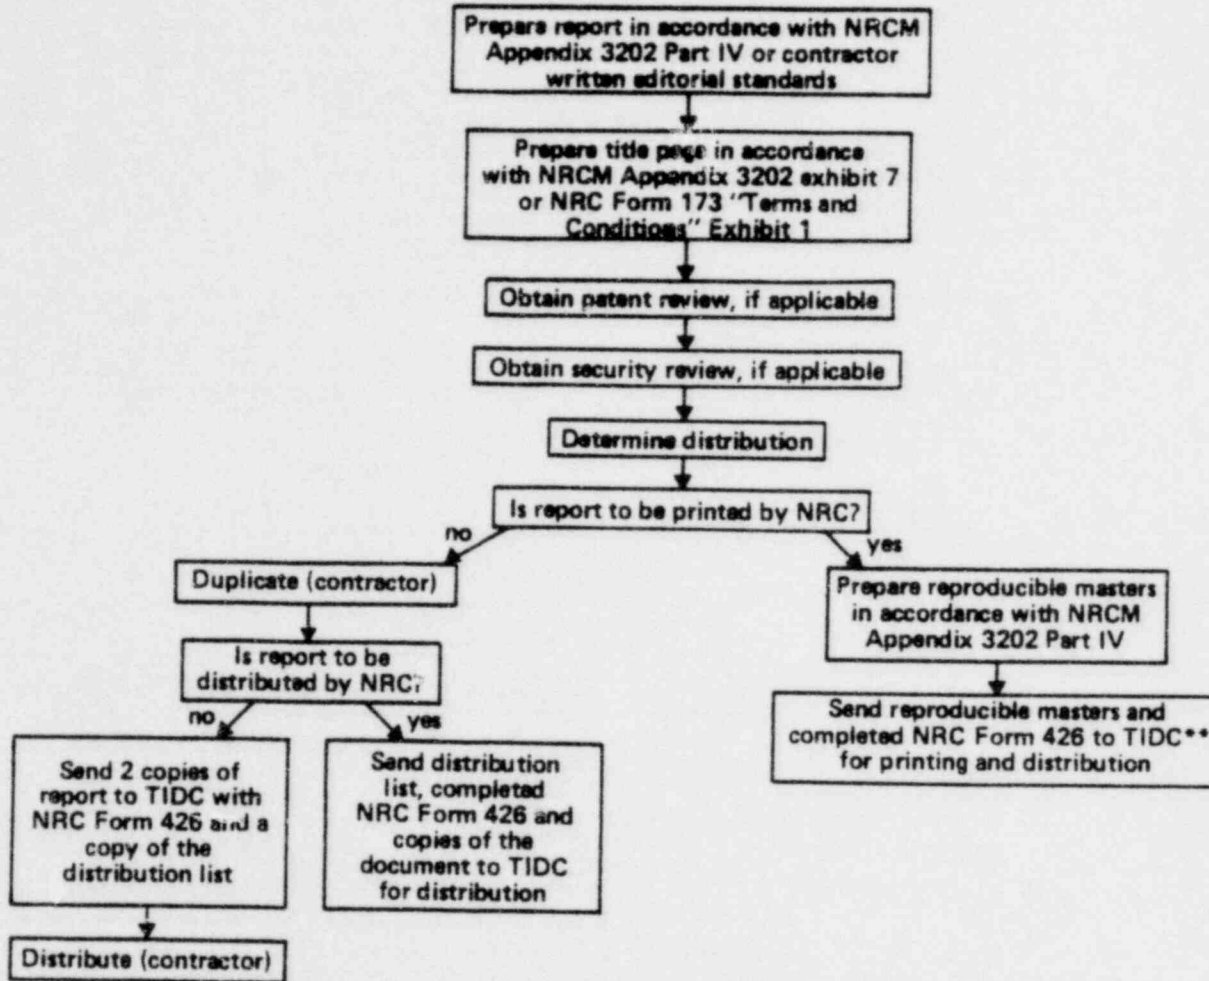 Prepare report in accordance with NRCM
Appendix 3202 Part IV or contractor
written editorial standards
Prepare title page in accordance
with NRCM Appendix 3202 exhibit 7
or NRC Form 173 "Terms and
Conditions" Exhibit 1
Obtain patent review, if applicable
Obtain security review, if applicable
Determine distribution
Is report to be printed by NRC?
no
yes
Duplicate (contractor)
Prepare reproducible masters
in accordance with NRCM
Appendix 3202 Part IV
Is report to be
distributed by NRC?
no
yes
Send reproducible masters and
completed NRC Form 426 to TIDC**
for printing and distribution
Send 2 copies of
report to TIDC with
NRC Form 426 and a
copy of the
distribution list
Send distribution
list, completed
NRC Form 426 and
copies of the
document to TIDC
for distribution
Distribute (contractor)